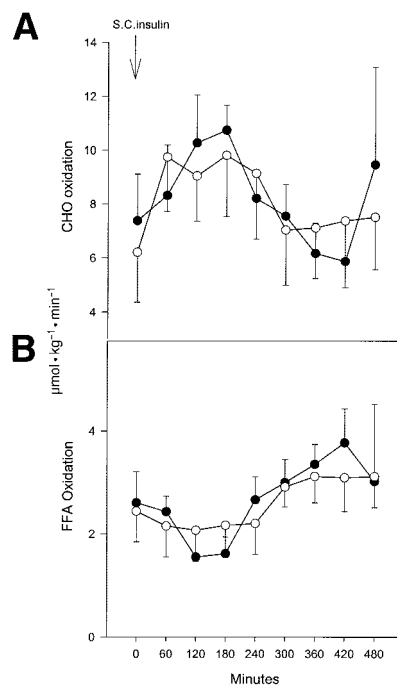 A
S.C.insulin
14
12
10
8
6
4
CHO oxidation
B
µmol•kg⁻¹•min⁻¹
4
2
0
FFA Oxidation
0 60 120 180 240 300 360 420 480
Minutes